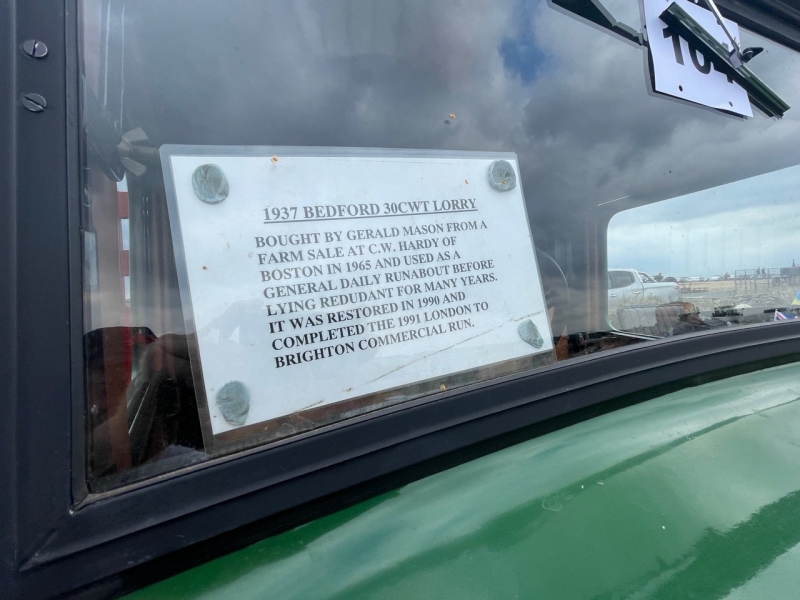 1937 BEDFORD 30CWT LORRY
BOUGHT BY GERALD MASON FROM A
FARM SALE AT C.W. HARDY OF
BOSTON IN 1965 AND USED AS A
GENERAL DAILY RUNABOUT BEFORE
LYING REDUDANT FOR MANY YEARS.
IT WAS RESTORED IN 1990 AND
COMPLETED THE 1991 LONDON TO
BRIGHTON COMMERCIAL RUN.